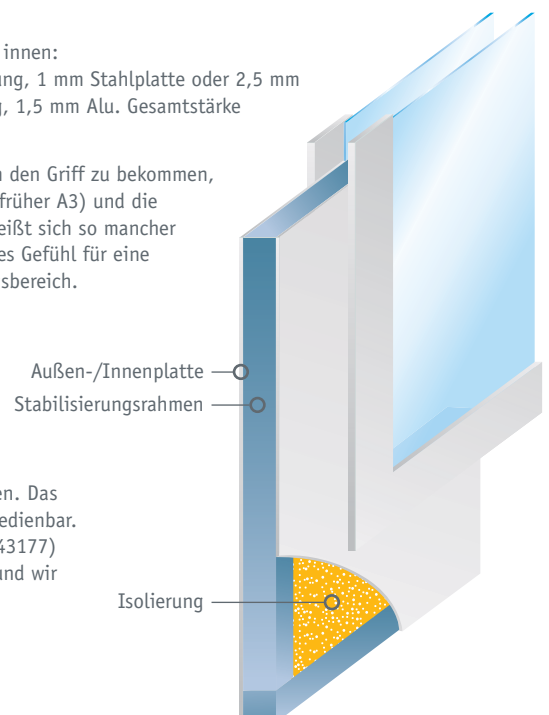 innen:
ung, 1 mm Stahlplatte oder 2,5 mm
, 1,5 mm Alu. Gesamtstärke
den Griff zu bekommen,
früher A3) und die
eißt sich so mancher
es Gefühl für eine
sbereich.
Außen-/Innenplatte
Stabilisierungsrahmen
en. Das
edienbar.
43177)
und wir
Isolierung